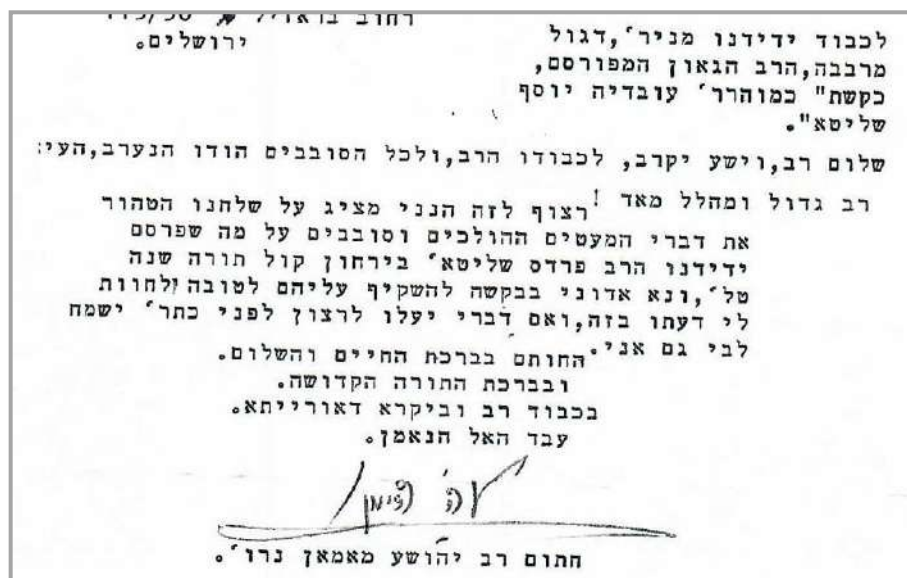 רחוב בראזיל
ירושלים.
לכבוד ידידנו מניר׳,דגול
מרבבה,הרב הגאון המפורסם,
כקשת" כמוהרר׳ עובדיה יוסף
שליטא".
שלום רב,וישע יקרב, לכבודו הרב,ולכל הסובבים הודו הנערב,העי׳
רב גדול ומהלל מאד !רצוף לזה הנני מציג על שלחנו הטהור
את דברי המעטים ההולכים וסובבים על מה שפרסם
ידידנו הרב פרדס שליטא׳ בירחון קול תורה שנה
טל׳,ונא אדוני בבקשה להשקיף עליהם לטובה ולחוות
לי דעתו בזה,ואם דברי יעלו לרצון לפני כתר׳ ישמח
לבי גם אני.
החותם בברכת החיים והשלום.
ובברכת התורה הקדושה.
בכבוד רב וביקרא דאורייתא.
עבד האל הנאמן.
חתום רב יהושע מאמאן נרו׳.